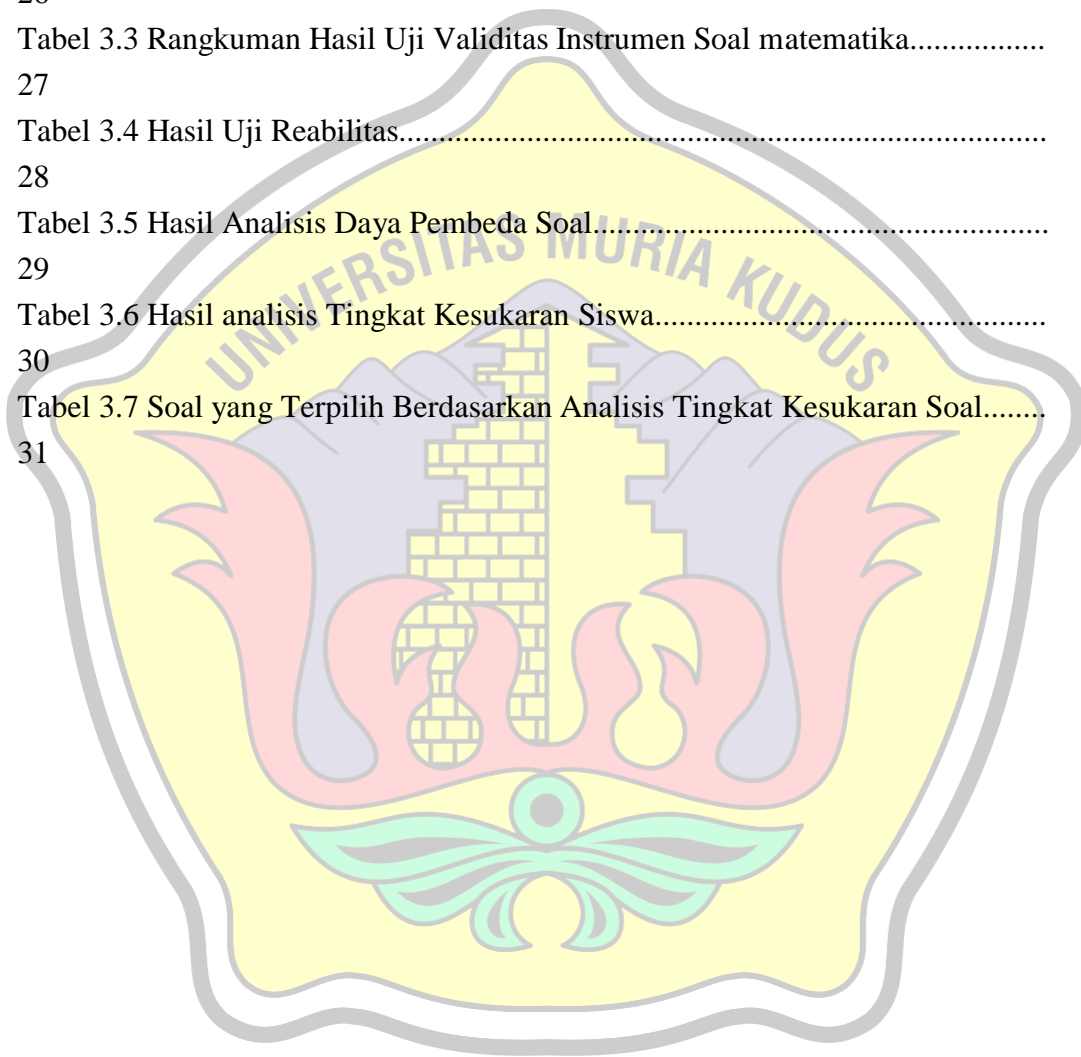 Tabel 3.3 Rangkuman Hasil Uji Validitas Instrumen Soal matematika.................
27
Tabel 3.4 Hasil Uji Reabilitas...................................................................................
28
Tabel 3.5 Hasil Analisis Daya Pembeda Soal..........................................................
29
Tabel 3.6 Hasil analisis Tingkat Kesukaran Siswa..................................................
30
Tabel 3.7 Soal yang Terpilih Berdasarkan Analisis Tingkat Kesukaran Soal........
31
UNIVERSITAS MURIA KUDUS